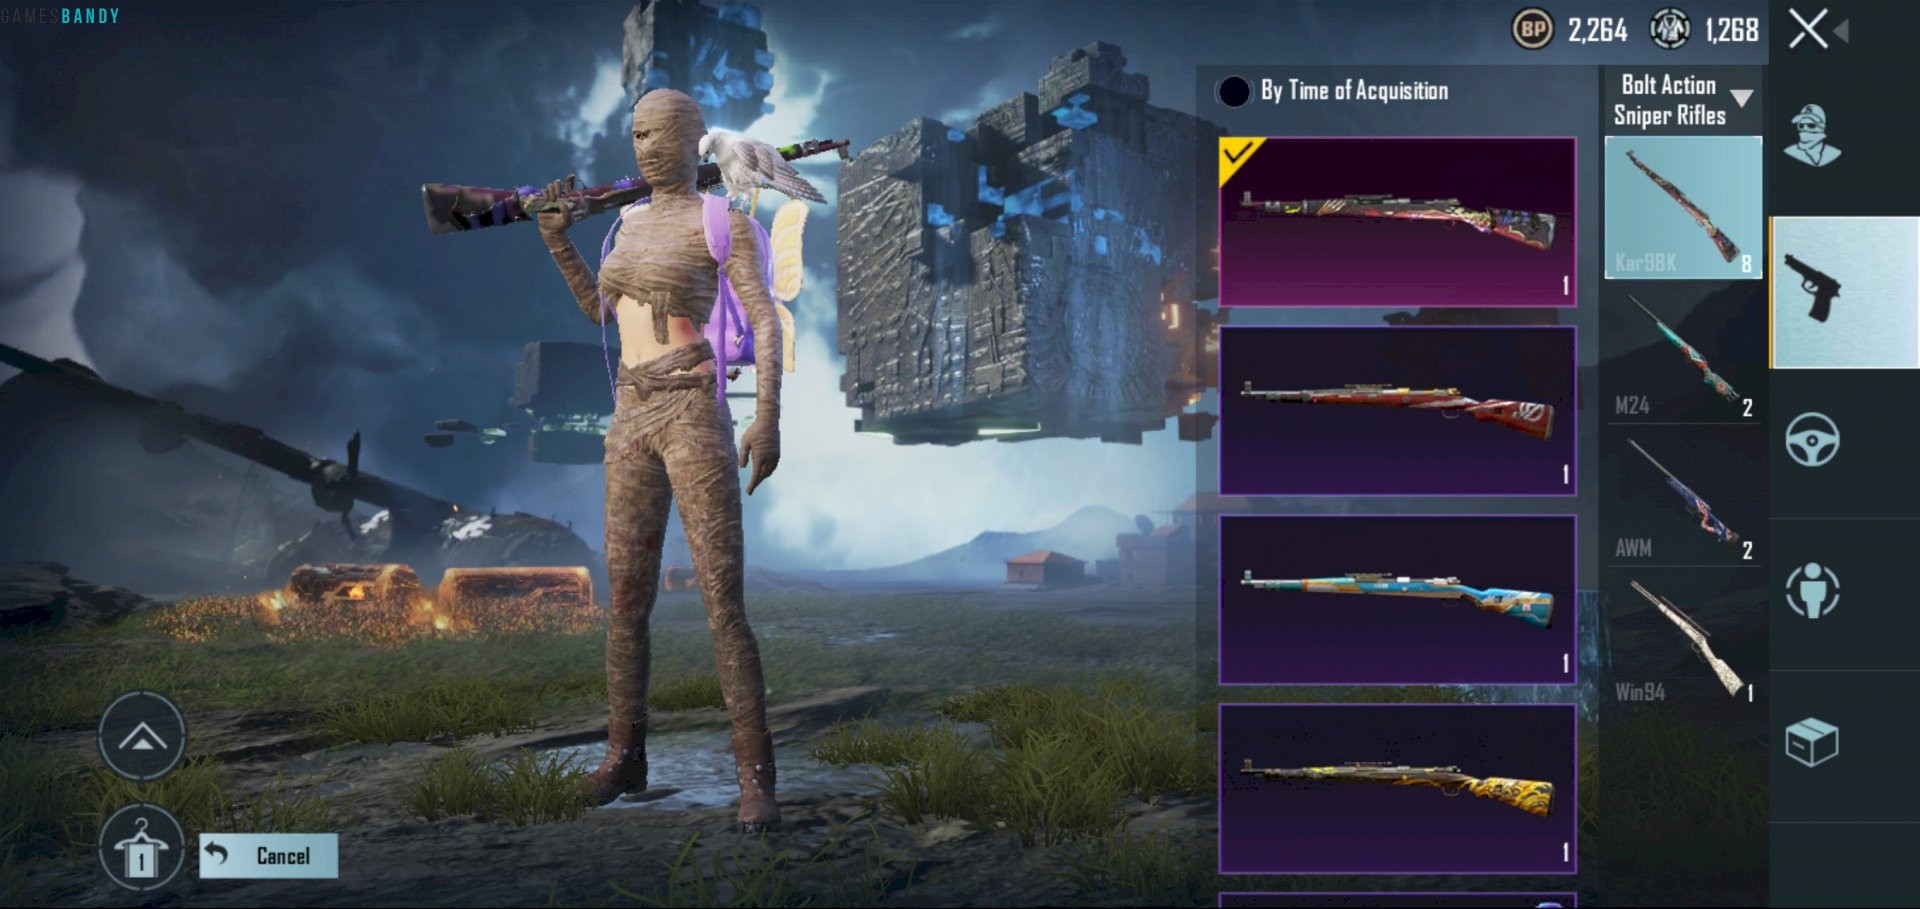 GAMESBANDY
BP 2,264 1,268
By Time of Acquisition
Bolt Action
Sniper Rifles
1
1
1
1
Kar98K 8
M24 2
AWM 2
Win94 1
1
Cancel